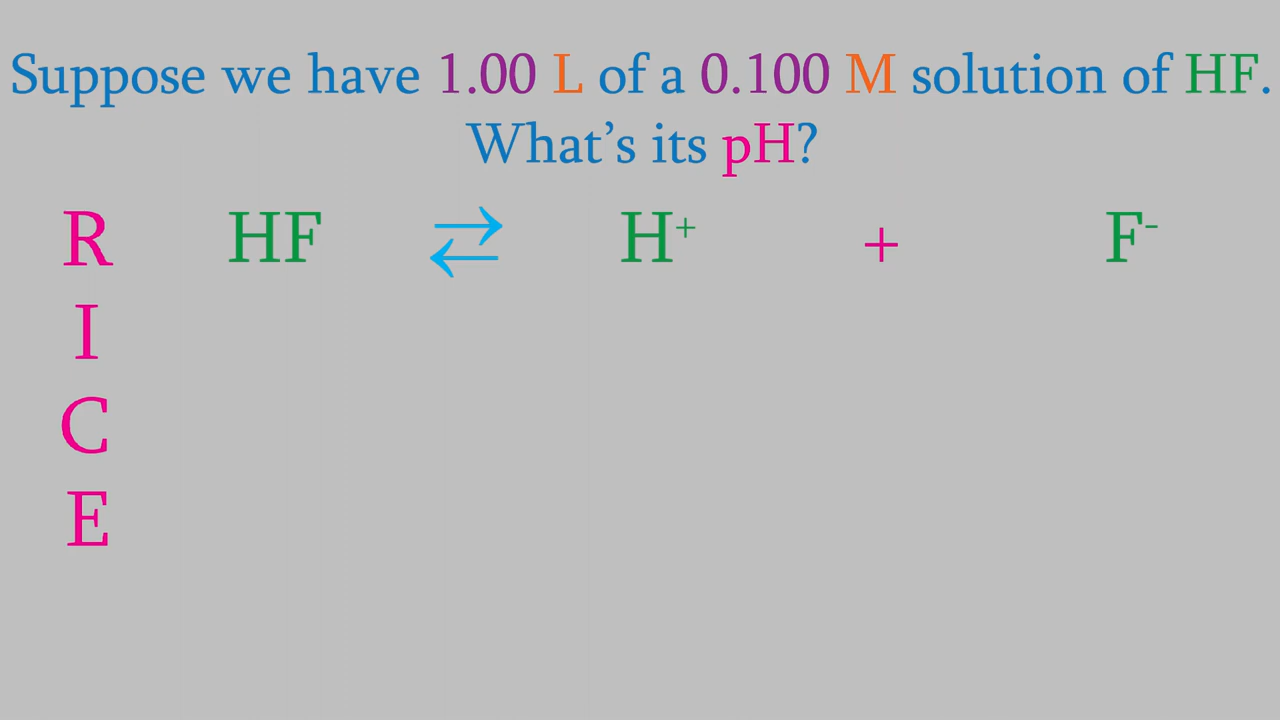 Suppose we have 1.00 L of a 0.100 M solution of HF.
What’s its pH?
R HF ⇄ H⁺ + F⁻
I
C
E